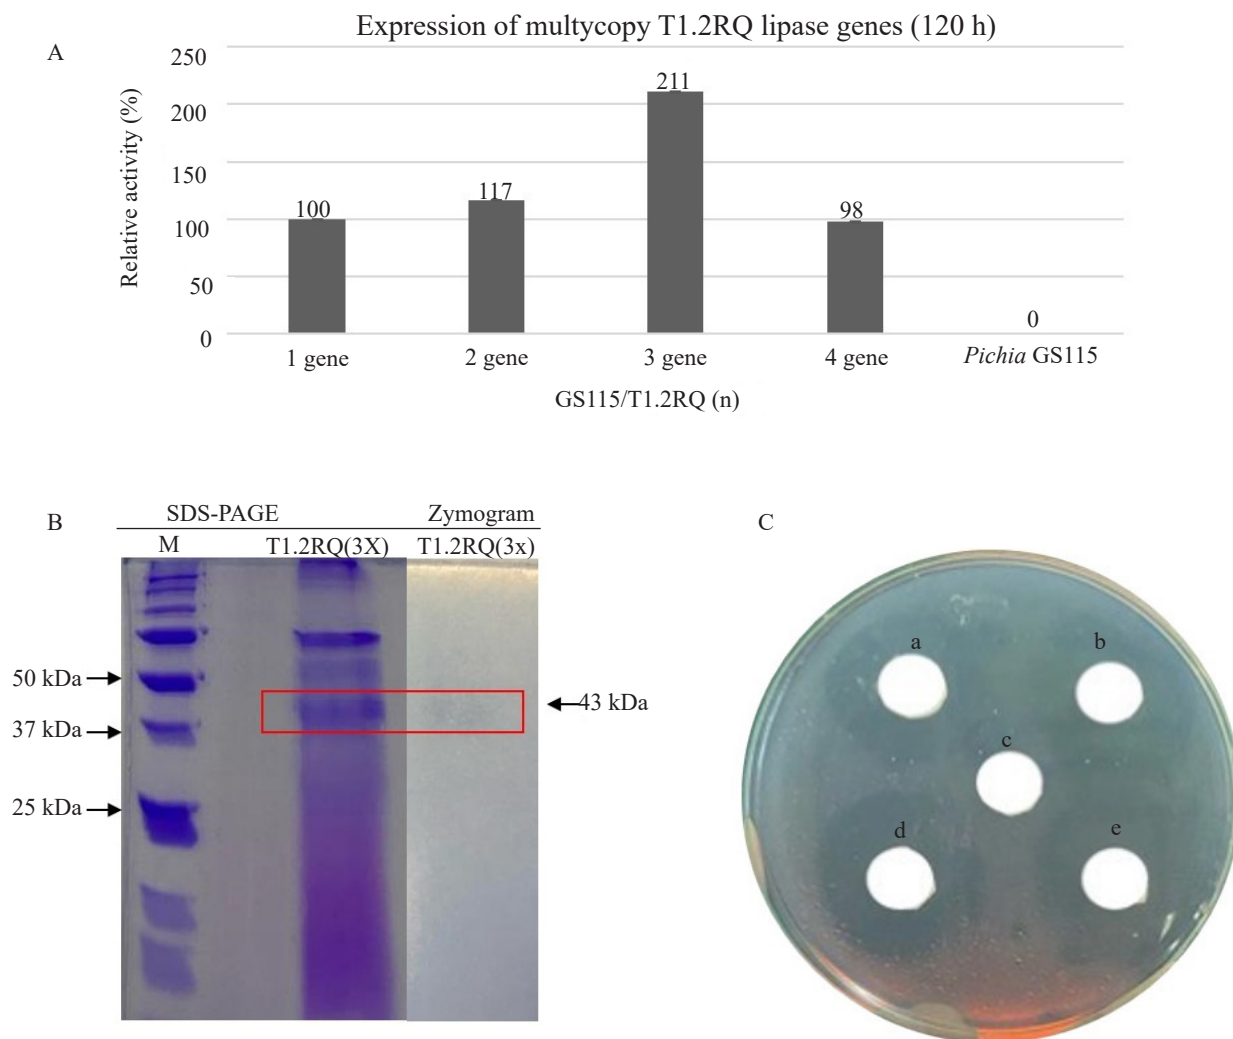 Expression of multycopy T1.2RQ lipase genes (120 h)
A
Relative activity (%)
250
200
150
100
50
0
100
117
211
98
0
1 gene
2 gene
3 gene
4 gene
Pichia GS115
GS115/T1.2RQ (n)
B
SDS-PAGE
Zymogram
M
T1.2RQ(3X)
T1.2RQ(3x)
50 kDa
43 kDa
37 kDa
25 kDa
C
a
b
c
d
e